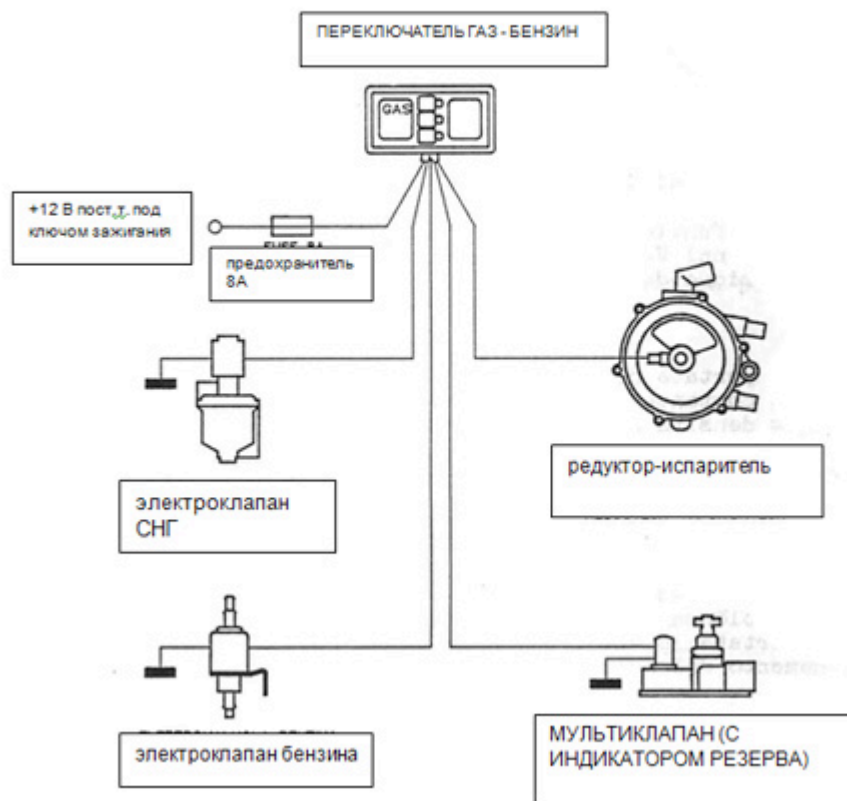 ПЕРЕКЛЮЧАТЕЛЬ ГАЗ - БЕНЗИН
GAS
+12 В пост.т. под
ключом зажигания
предохранитель
8А
редуктор-испаритель
электроклапан
СНГ
электроклапан бензина
МУЛЬТИКЛАПАН (С
ИНДИКАТОРОМ РЕЗЕРВА)